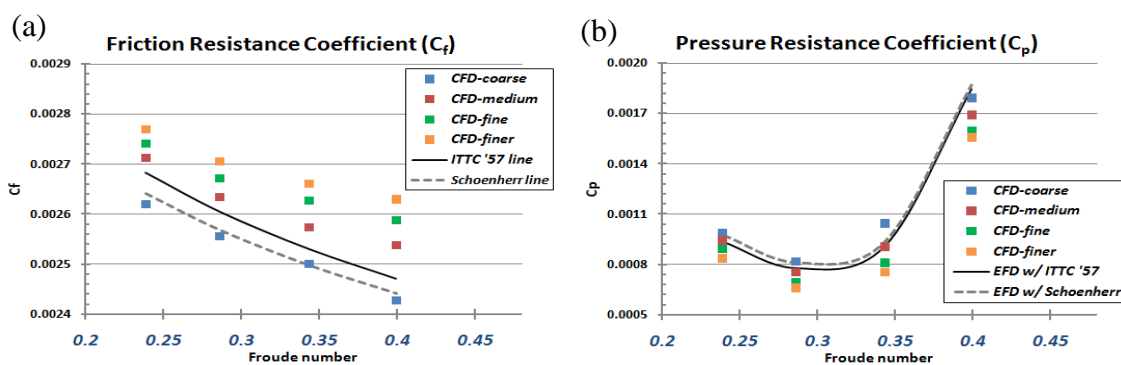 (a)
Friction Resistance Coefficient (Cf)
0.0029
0.0028
0.0027
0.0026
0.0025
0.0024
Cf
CFD-coarse
CFD-medium
CFD-fine
CFD-finer
ITTC '57 line
Schoenherr line
0.2 0.25 0.3 0.35 0.4 0.45
Froude number
(b)
Pressure Resistance Coefficient (Cp)
0.0020
0.0017
0.0014
0.0011
0.0008
0.0005
Cp
CFD-coarse
CFD-medium
CFD-fine
CFD-finer
EFD w/ ITTC '57
EFD w/ Schoenherr
0.2 0.25 0.3 0.35 0.4 0.45
Froude number